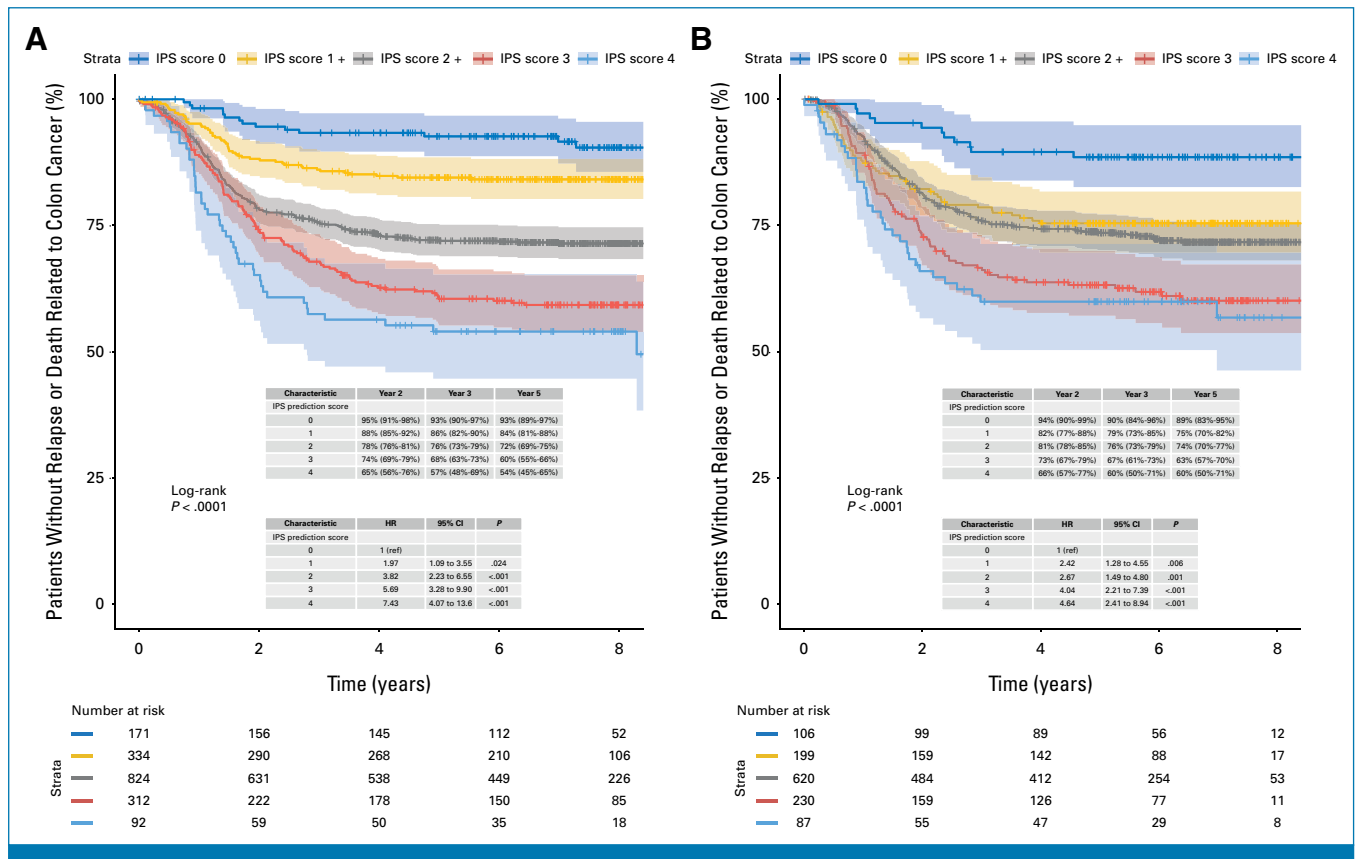 A
Strata IPS score 0 IPS score 1 + IPS score 2 + IPS score 3 IPS score 4
Patients Without Relapse or Death Related to Colon Cancer (%)
100
75
50
25
0
Characteristic Year 2 Year 3 Year 5
IPS prediction score
0 95% (91%-98%) 93% (90%-97%) 93% (89%-97%)
1 88% (85%-92%) 86% (82%-90%) 84% (81%-88%)
2 78% (76%-81%) 76% (73%-79%) 72% (69%-75%)
3 74% (69%-79%) 68% (63%-73%) 60% (55%-66%)
4 65% (56%-76%) 57% (48%-69%) 54% (45%-65%)
Log-rank
P < .0001
Characteristic HR 95% CI P
IPS prediction score
0 1 (ref)
1 1.97 1.09 to 3.55 .024
2 3.82 2.23 to 6.55 <.001
3 5.69 3.28 to 9.90 <.001
4 7.43 4.07 to 13.6 <.001
0 2 4 6 8
Time (years)
Number at risk
Strata
171 156 145 112 52
334 290 268 210 106
824 631 538 449 226
312 222 178 150 85
92 59 50 35 18
B
Strata IPS score 0 IPS score 1 + IPS score 2 + IPS score 3 IPS score 4
Patients Without Relapse or Death Related to Colon Cancer (%)
100
75
50
25
0
Characteristic Year 2 Year 3 Year 5
IPS prediction score
0 94% (90%-99%) 90% (84%-96%) 89% (83%-95%)
1 82% (77%-88%) 79% (73%-85%) 75% (70%-82%)
2 81% (78%-85%) 76% (73%-79%) 74% (70%-77%)
3 73% (67%-79%) 67% (61%-73%) 63% (57%-70%)
4 66% (57%-77%) 60% (50%-71%) 60% (50%-71%)
Log-rank
P < .0001
Characteristic HR 95% CI P
IPS prediction score
0 1 (ref)
1 2.42 1.28 to 4.55 .006
2 2.67 1.49 to 4.80 .001
3 4.04 2.21 to 7.39 <.001
4 4.64 2.41 to 8.94 <.001
0 2 4 6 8
Time (years)
Number at risk
Strata
106 99 89 56 12
199 159 142 88 17
620 484 412 254 53
230 159 126 77 11
87 55 47 29 8